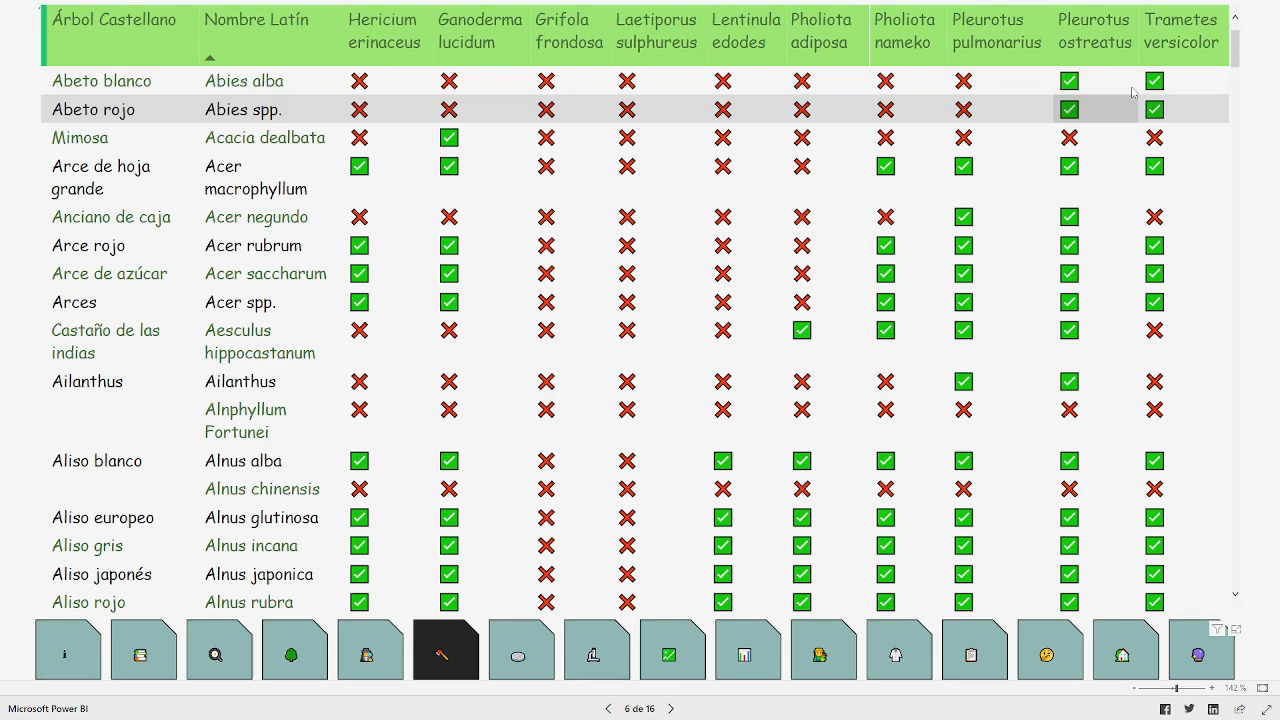 Árbol Castellano Nombre Latín Hericium erinaceus Ganoderma lucidum Grifola frondosa Laetiporus sulphureus Lentinula edodes Pholiota adiposa Pholiota nameko Pleurotus pulmonarius Pleurotus ostreatus Trametes versicolor
Abeto blanco Abies alba
Abeto rojo Abies spp.
Mimosa Acacia dealbata
Arce de hoja grande Acer macrophyllum
Anciano de caja Acer negundo
Arce rojo Acer rubrum
Arce de azúcar Acer saccharum
Arces Acer spp.
Castaño de las indias Aesculus hippocastanum
Ailanthus Ailanthus
Alnphyllum Fortunei
Aliso blanco Alnus alba
Alnus chinensis
Aliso europeo Alnus glutinosa
Aliso gris Alnus incana
Aliso japonés Alnus japonica
Aliso rojo Alnus rubra
- + 142 %
Microsoft Power BI 6 de 16